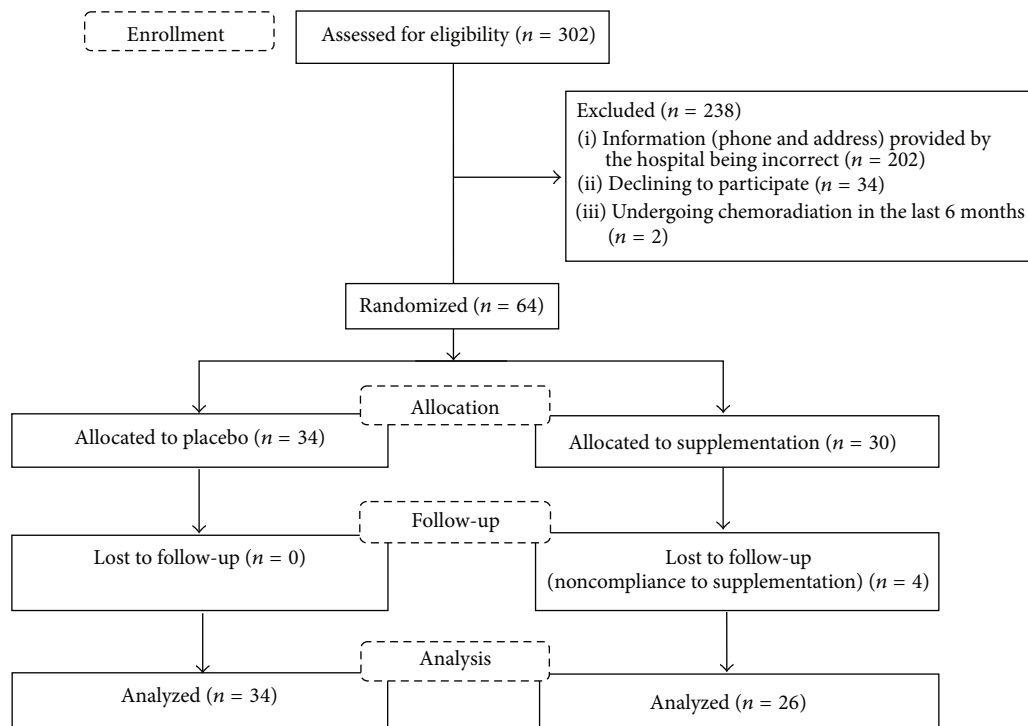 Enrollment
Assessed for eligibility (n = 302)
Excluded (n = 238)
(i) Information (phone and address) provided by
the hospital being incorrect (n = 202)
(ii) Declining to participate (n = 34)
(iii) Undergoing chemoradiation in the last 6 months
(n = 2)
Randomized (n = 64)
Allocation
Allocated to placebo (n = 34)
Allocated to supplementation (n = 30)
Follow-up
Lost to follow-up (n = 0)
Lost to follow-up
(noncompliance to supplementation) (n = 4)
Analysis
Analyzed (n = 34)
Analyzed (n = 26)